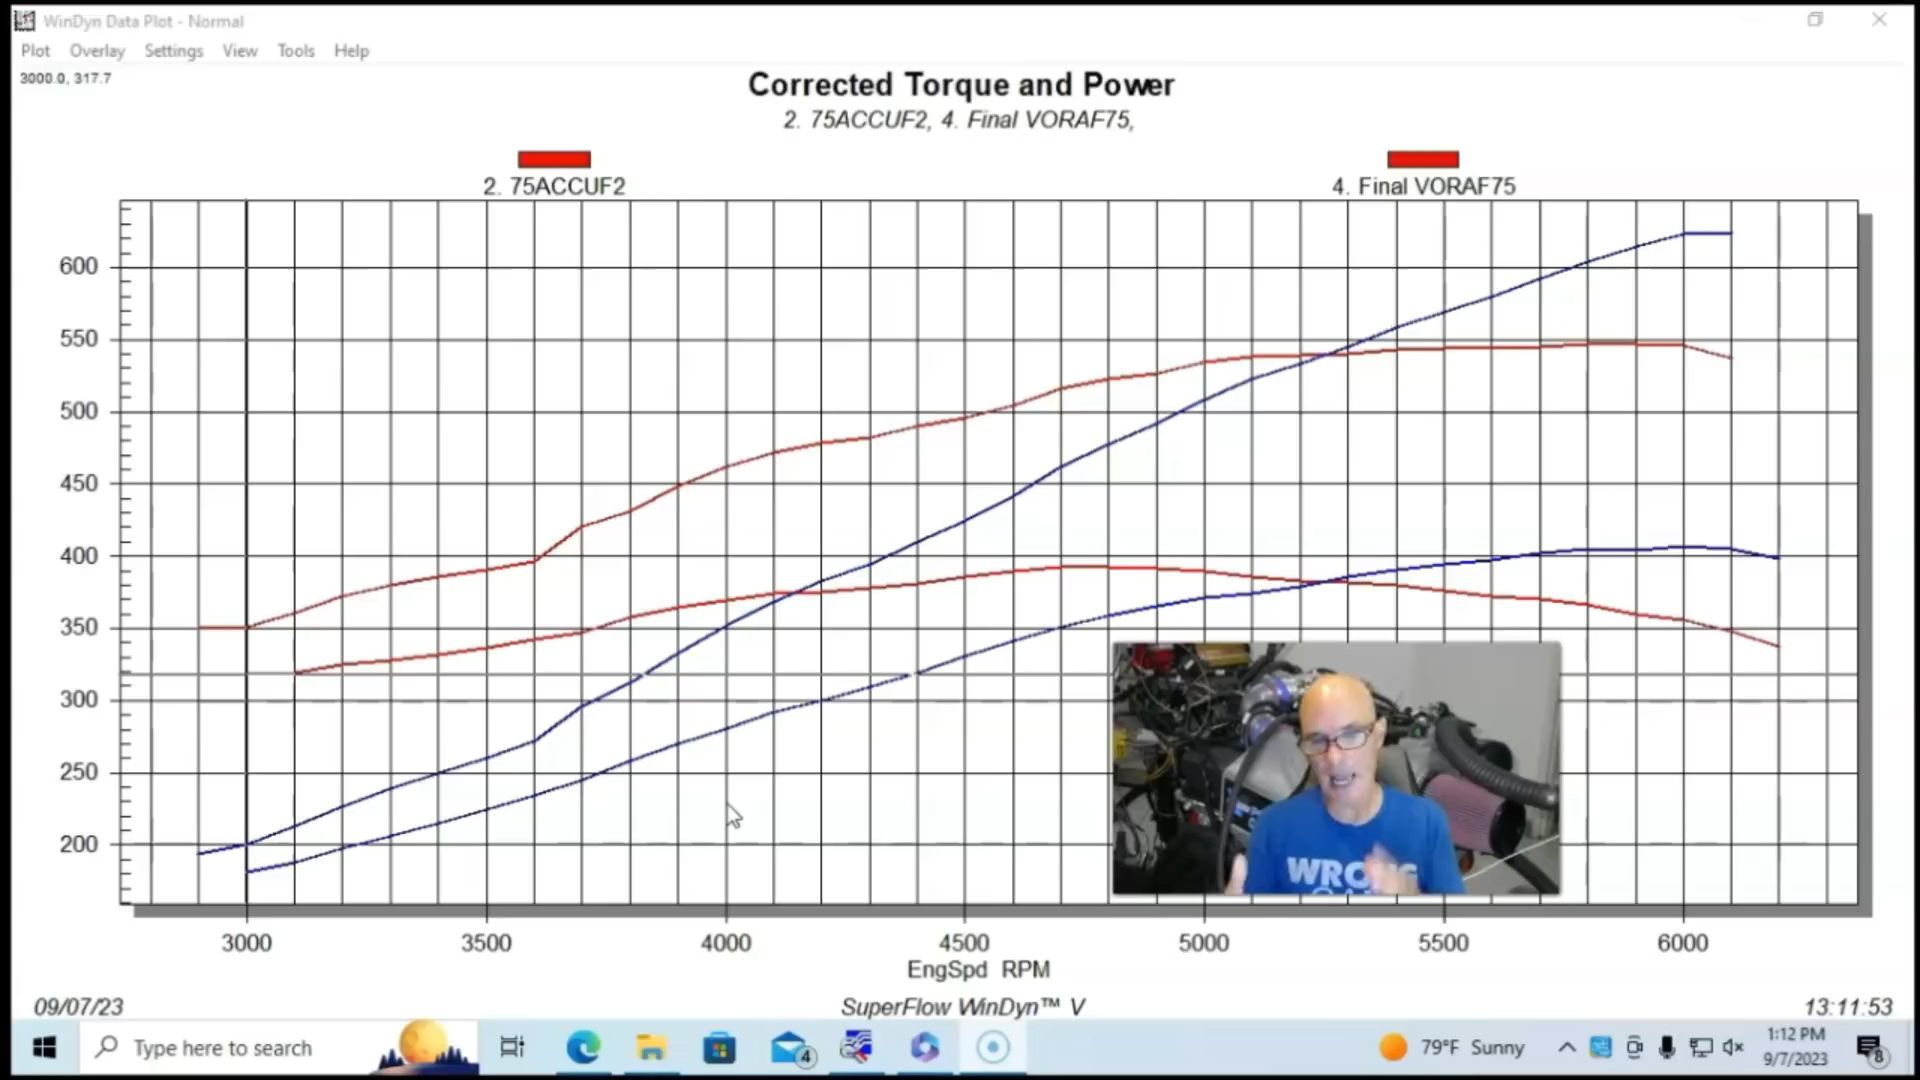 WinDyn Data Plot - Normal
Plot Overlay Settings View Tools Help
3000.0, 317.7
Corrected Torque and Power
2. 75ACCUF2, 4. Final VORAF75,
2. 75ACCUF2
4. Final VORAF75
600
550
500
450
400
350
300
250
200
3000 3500 4000 4500 5000 5500 6000
EngSpd RPM
WRONG
09/07/23
SuperFlow WinDyn™ V
13:11:53
Type here to search
4
79°F Sunny
1:12 PM
9/7/2023
8